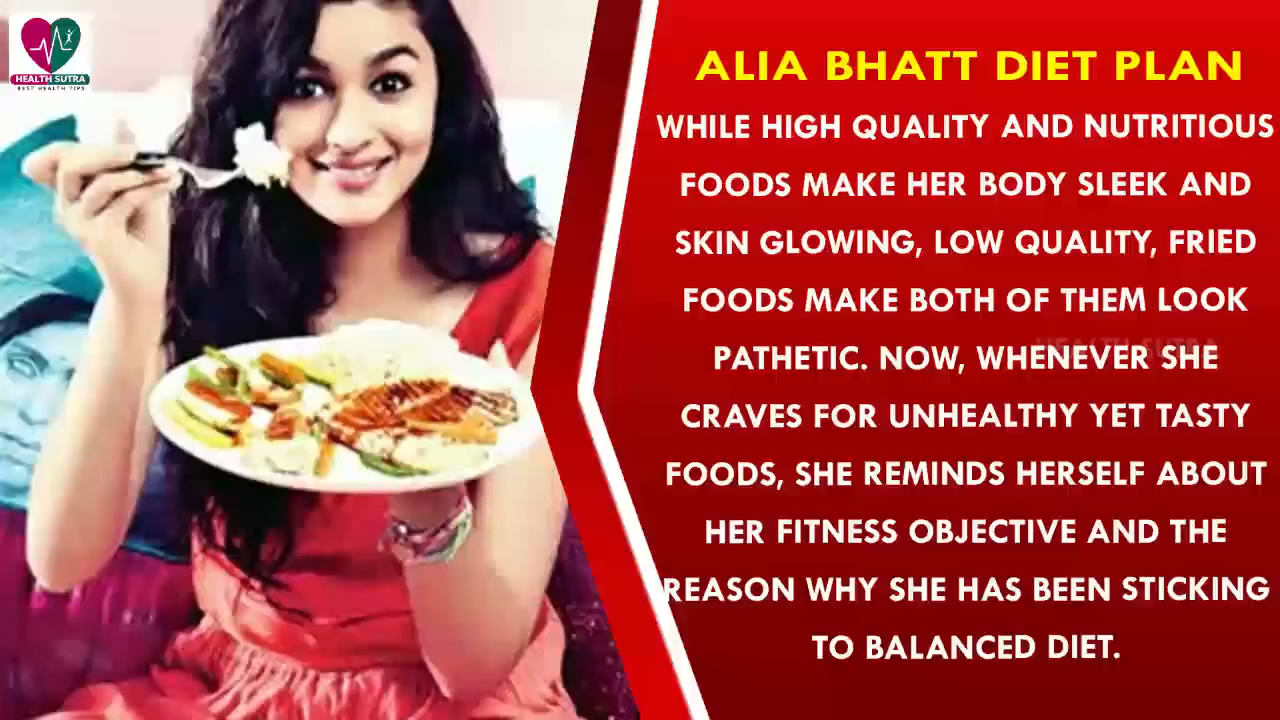 HEALTH SUTRA
BEST HEALTH TIPS
ALIA BHATT DIET PLAN
WHILE HIGH QUALITY AND NUTRITIOUS
FOODS MAKE HER BODY SLEEK AND
SKIN GLOWING, LOW QUALITY, FRIED
FOODS MAKE BOTH OF THEM LOOK
PATHETIC. NOW, WHENEVER SHE
CRAVES FOR UNHEALTHY YET TASTY
FOODS, SHE REMINDS HERSELF ABOUT
HER FITNESS OBJECTIVE AND THE
REASON WHY SHE HAS BEEN STICKING
TO BALANCED DIET.
HEALTH SUTRA